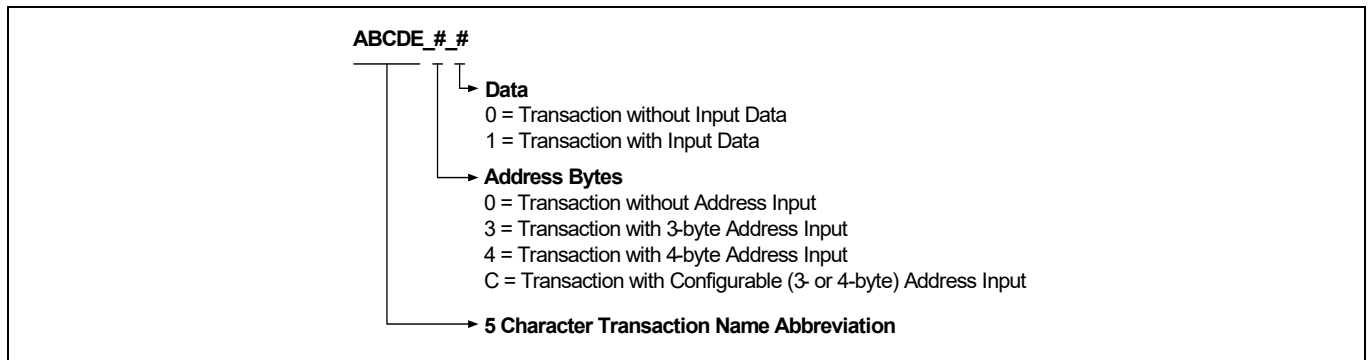 ABCDE_#_#
Data
0 = Transaction without Input Data
1 = Transaction with Input Data
Address Bytes
0 = Transaction without Address Input
3 = Transaction with 3-byte Address Input
4 = Transaction with 4-byte Address Input
C = Transaction with Configurable (3- or 4-byte) Address Input
5 Character Transaction Name Abbreviation